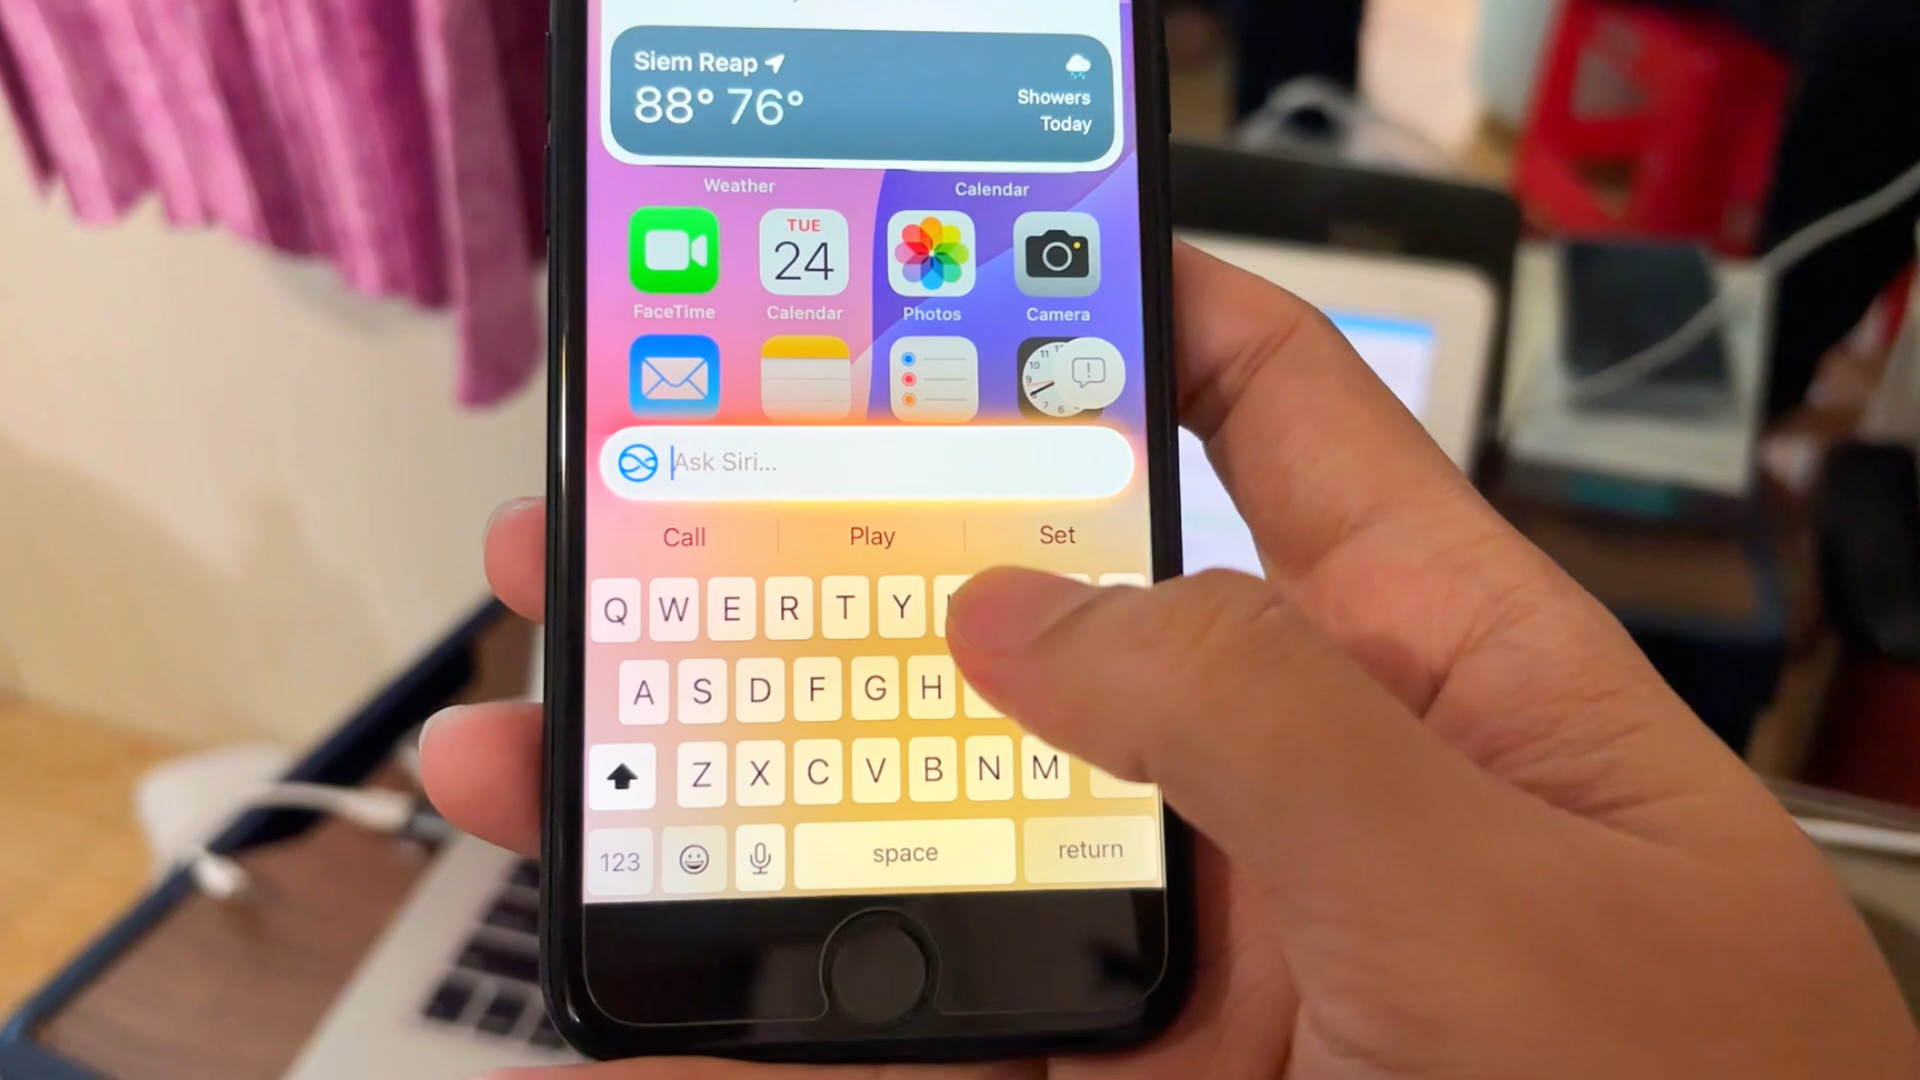 Siem Reap
88° 76°
Showers
Today
Weather
Calendar
TUE
24
FaceTime
Calendar
Photos
Camera
Ask Siri...
Call
Play
Set
Q W E R T Y
A S D F G H
Z X C V B N M
123
space
return